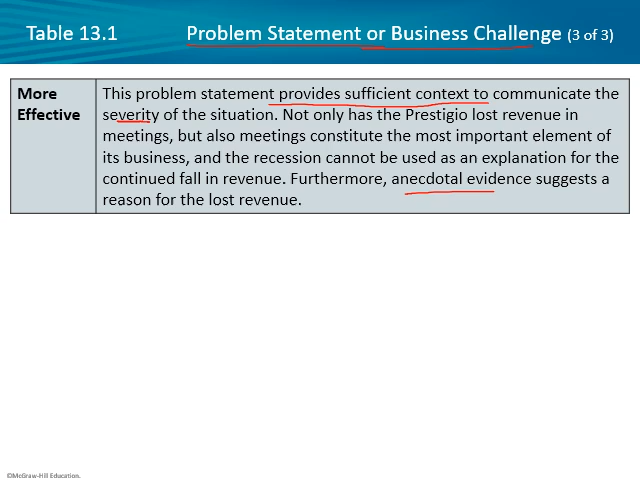 Table 13.1 Problem Statement or Business Challenge (3 of 3)
More Effective
This problem statement provides sufficient context to communicate the
severity of the situation. Not only has the Prestigio lost revenue in
meetings, but also meetings constitute the most important element of
its business, and the recession cannot be used as an explanation for the
continued fall in revenue. Furthermore, anecdotal evidence suggests a
reason for the lost revenue.
©McGraw-Hill Education.